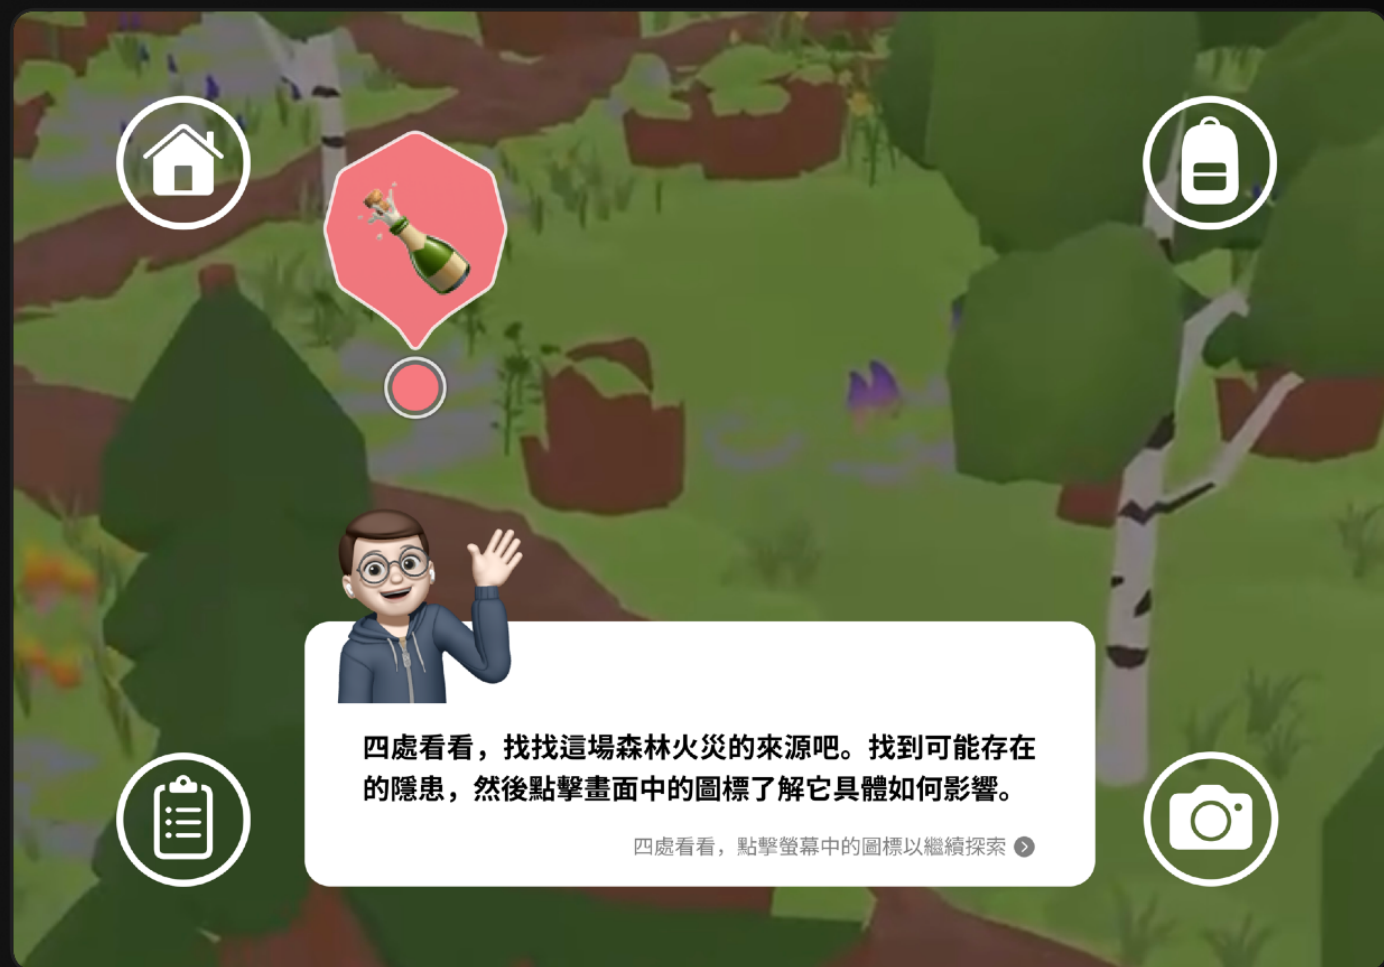 四處看看，找找這場森林火災的來源吧。找到可能存在
的隱患，然後點擊畫面中的圖標了解它具體如何影響。
四處看看，點擊螢幕中的圖標以繼續探索